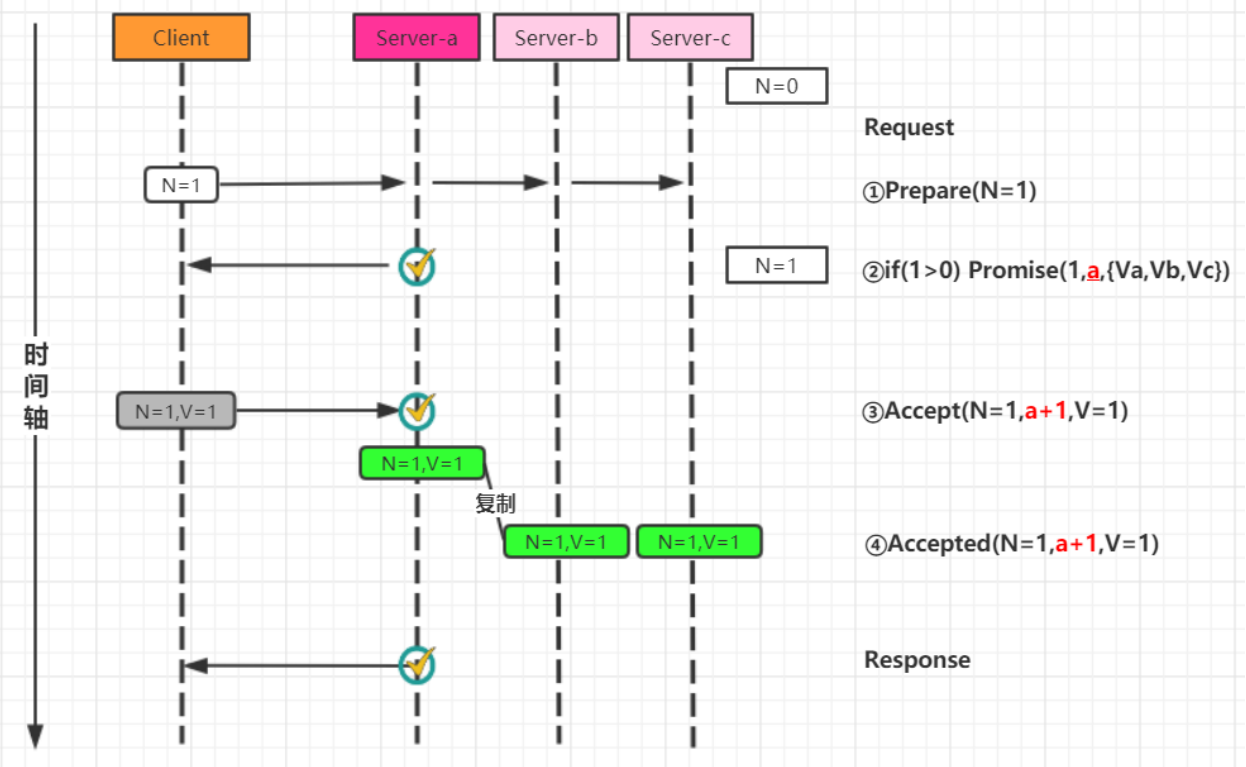 Client
Server-a
Server-b
Server-c
N=0
Request
N=1
①Prepare(N=1)
N=1
②if(1>0) Promise(1,a,{Va,Vb,Vc})
时间轴
N=1,V=1
③Accept(N=1,a+1,V=1)
N=1,V=1
复制
N=1,V=1
N=1,V=1
④Accepted(N=1,a+1,V=1)
Response